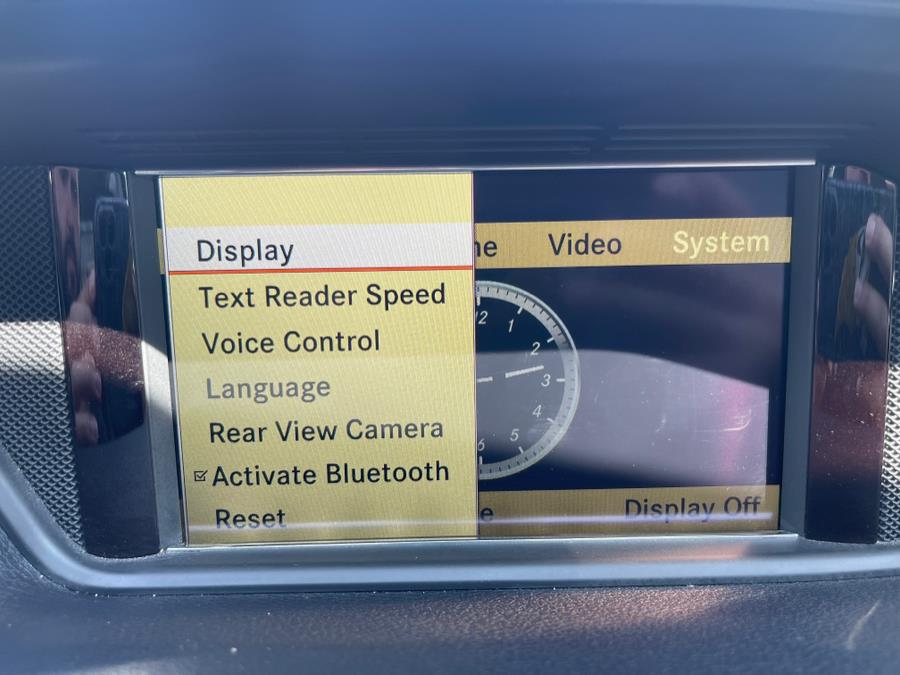 Display
Text Reader Speed
Voice Control
Language
Rear View Camera
Activate Bluetooth
Reset
ne Video System
12
1
2
3
4
5
6
e Display Off